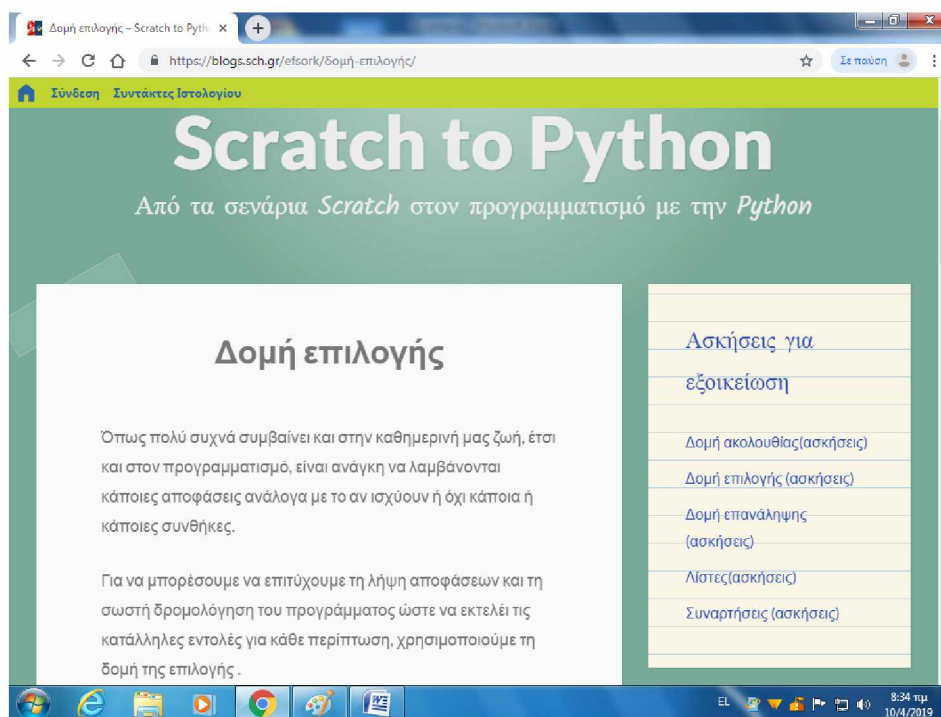 Δομή επιλογής – Scratch to Pyth
https://blogs.sch.gr/efsork/δομή-επιλογής/
Σε παύση
Σύνδεση Συντάκτες Ιστολογίου
Scratch to Python
Από τα σενάρια Scratch στον προγραμματισμό με την Python
Δομή επιλογής
Όπως πολύ συχνά συμβαίνει και στην καθημερινή μας ζωή, έτσι
και στον προγραμματισμό, είναι ανάγκη να λαμβάνονται
κάποιες αποφάσεις ανάλογα με το αν ισχύουν ή όχι κάποια ή
κάποιες συνθήκες.
Για να μπορέσουμε να επιτύχουμε τη λήψη αποφάσεων και τη
σωστή δρομολόγηση του προγράμματος ώστε να εκτελεί τις
κατάλληλες εντολές για κάθε περίπτωση, χρησιμοποιούμε τη
δομή της επιλογής .
Ασκήσεις για
εξοικείωση
Δομή ακολουθίας(ασκήσεις)
Δομή επιλογής (ασκήσεις)
Δομή επανάληψης
(ασκήσεις)
Λίστες(ασκήσεις)
Συναρτήσεις (ασκήσεις)
EL
8:34 πμ
10/4/2019